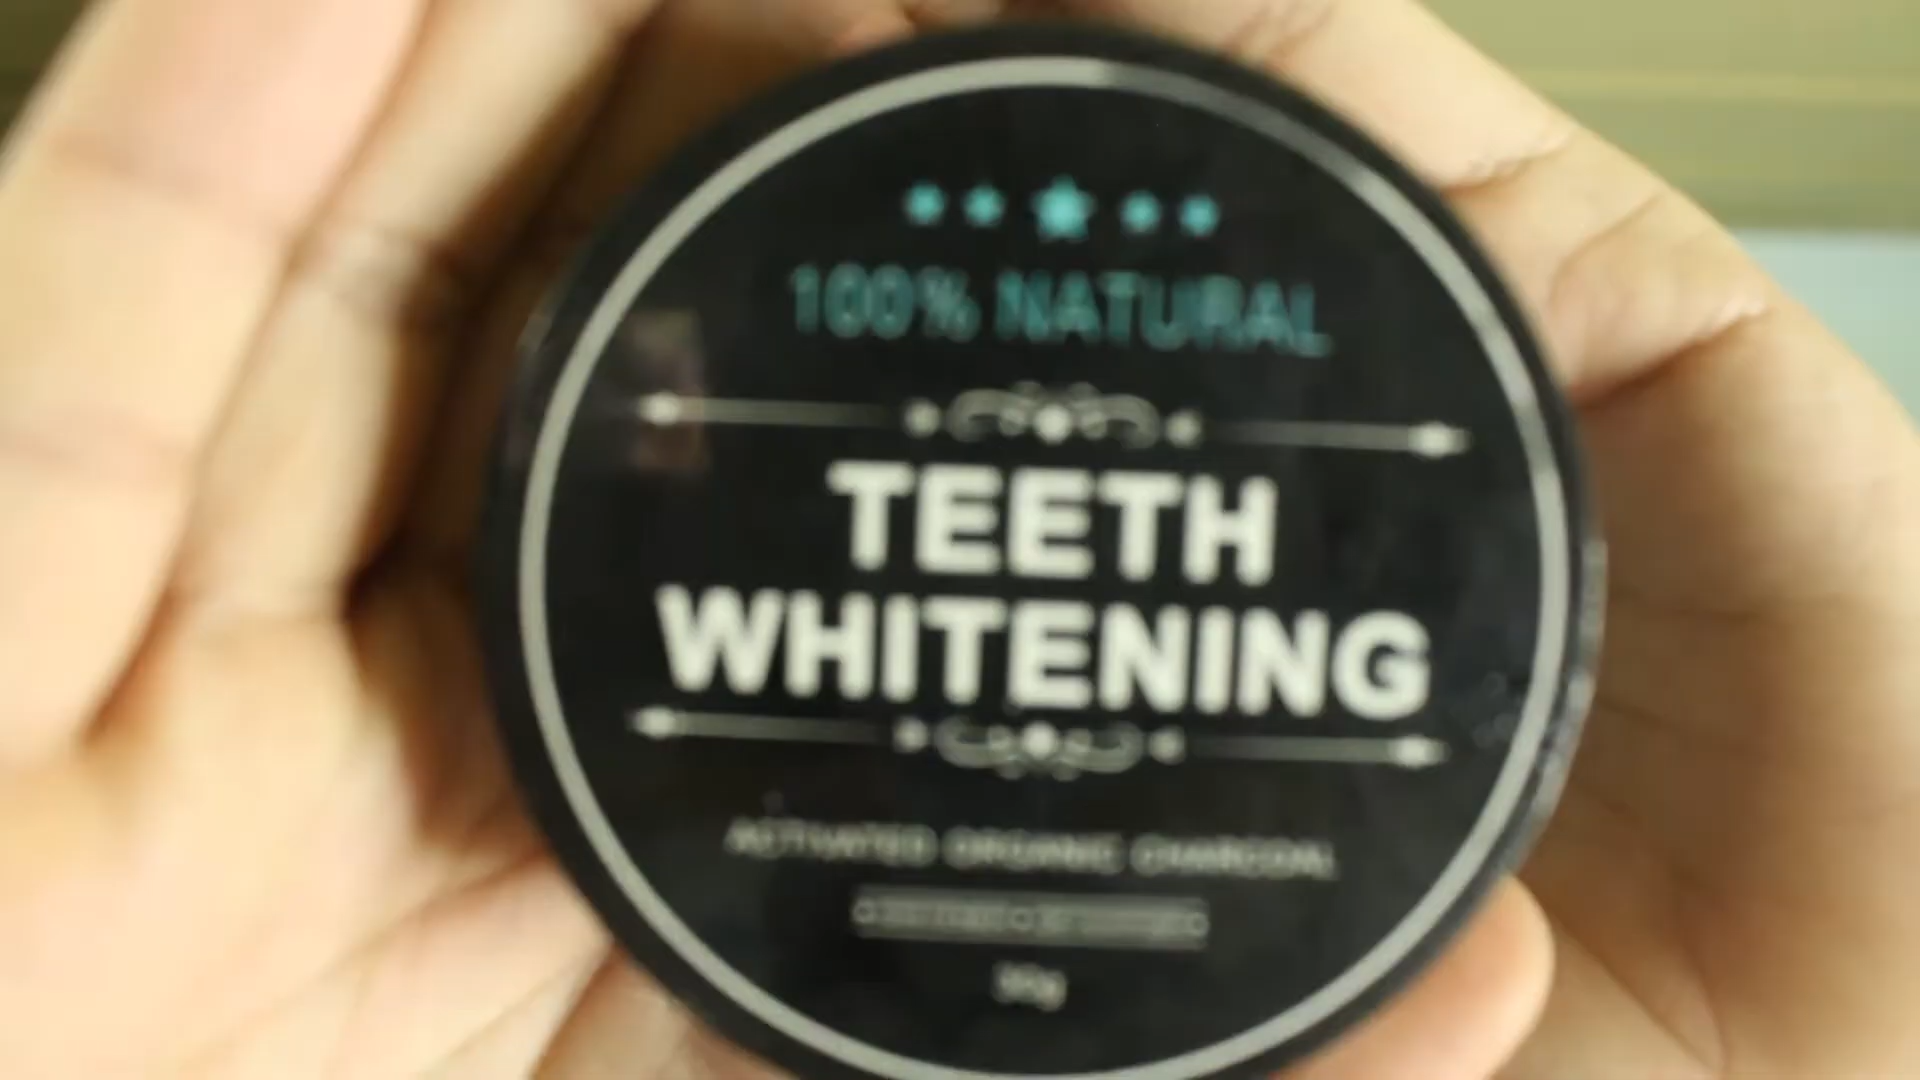 100% NATURAL
TEETH
WHITENING
ACTIVATED ORGANIC CHARCOAL